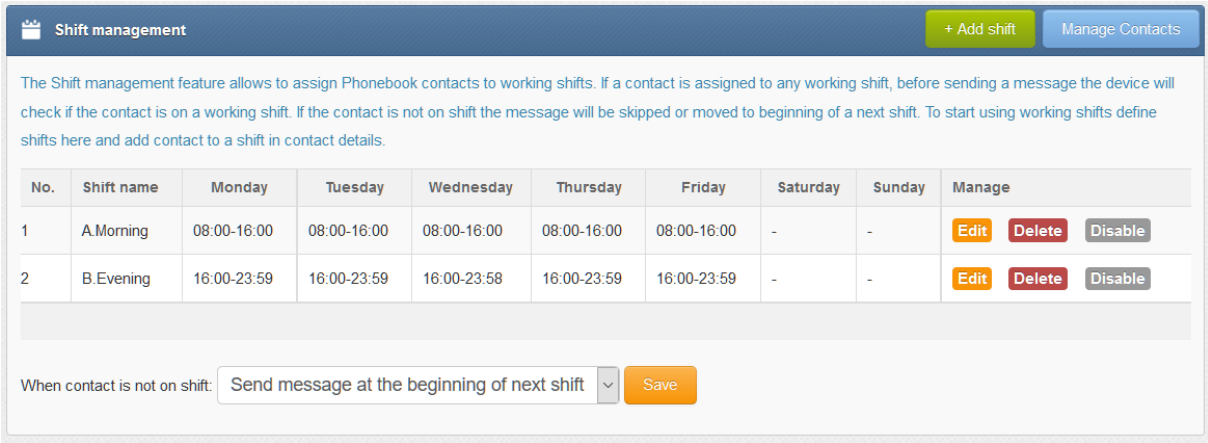 Shift management + Add shift Manage Contacts
The Shift management feature allows to assign Phonebook contacts to working shifts. If a contact is assigned to any working shift, before sending a message the device will
check if the contact is on a working shift. If the contact is not on shift the message will be skipped or moved to beginning of a next shift. To start using working shifts define
shifts here and add contact to a shift in contact details.
No. Shift name Monday Tuesday Wednesday Thursday Friday Saturday Sunday Manage
1 A.Morning 08:00-16:00 08:00-16:00 08:00-16:00 08:00-16:00 08:00-16:00 - - Edit Delete Disable
2 B.Evening 16:00-23:59 16:00-23:59 16:00-23:58 16:00-23:59 16:00-23:59 - - Edit Delete Disable
When contact is not on shift: Send message at the beginning of next shift Save